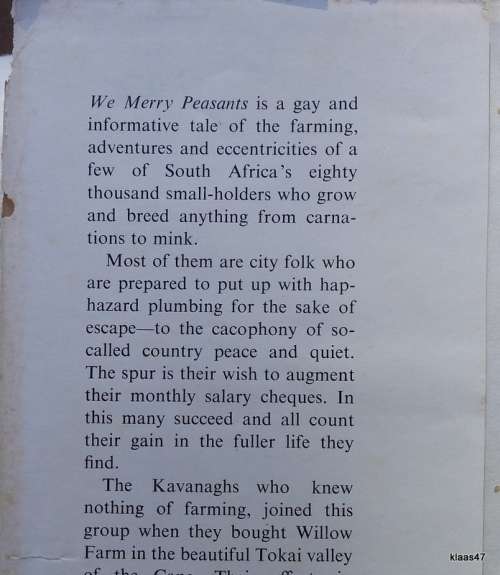 We Merry Peasants is a gay and
informative tale of the farming,
adventures and eccentricities of a
few of South Africa's eighty
thousand small-holders who grow
and breed anything from carna-
tions to mink.
Most of them are city folk who
are prepared to put up with hap-
hazard plumbing for the sake of
escape—to the cacophony of so-
called country peace and quiet.
The spur is their wish to augment
their monthly salary cheques. In
this many succeed and all count
their gain in the fuller life they
find.
The Kavanaghs who knew
nothing of farming, joined this
group when they bought Willow
Farm in the beautiful Tokai valley
of the Cape. Their
klaas47